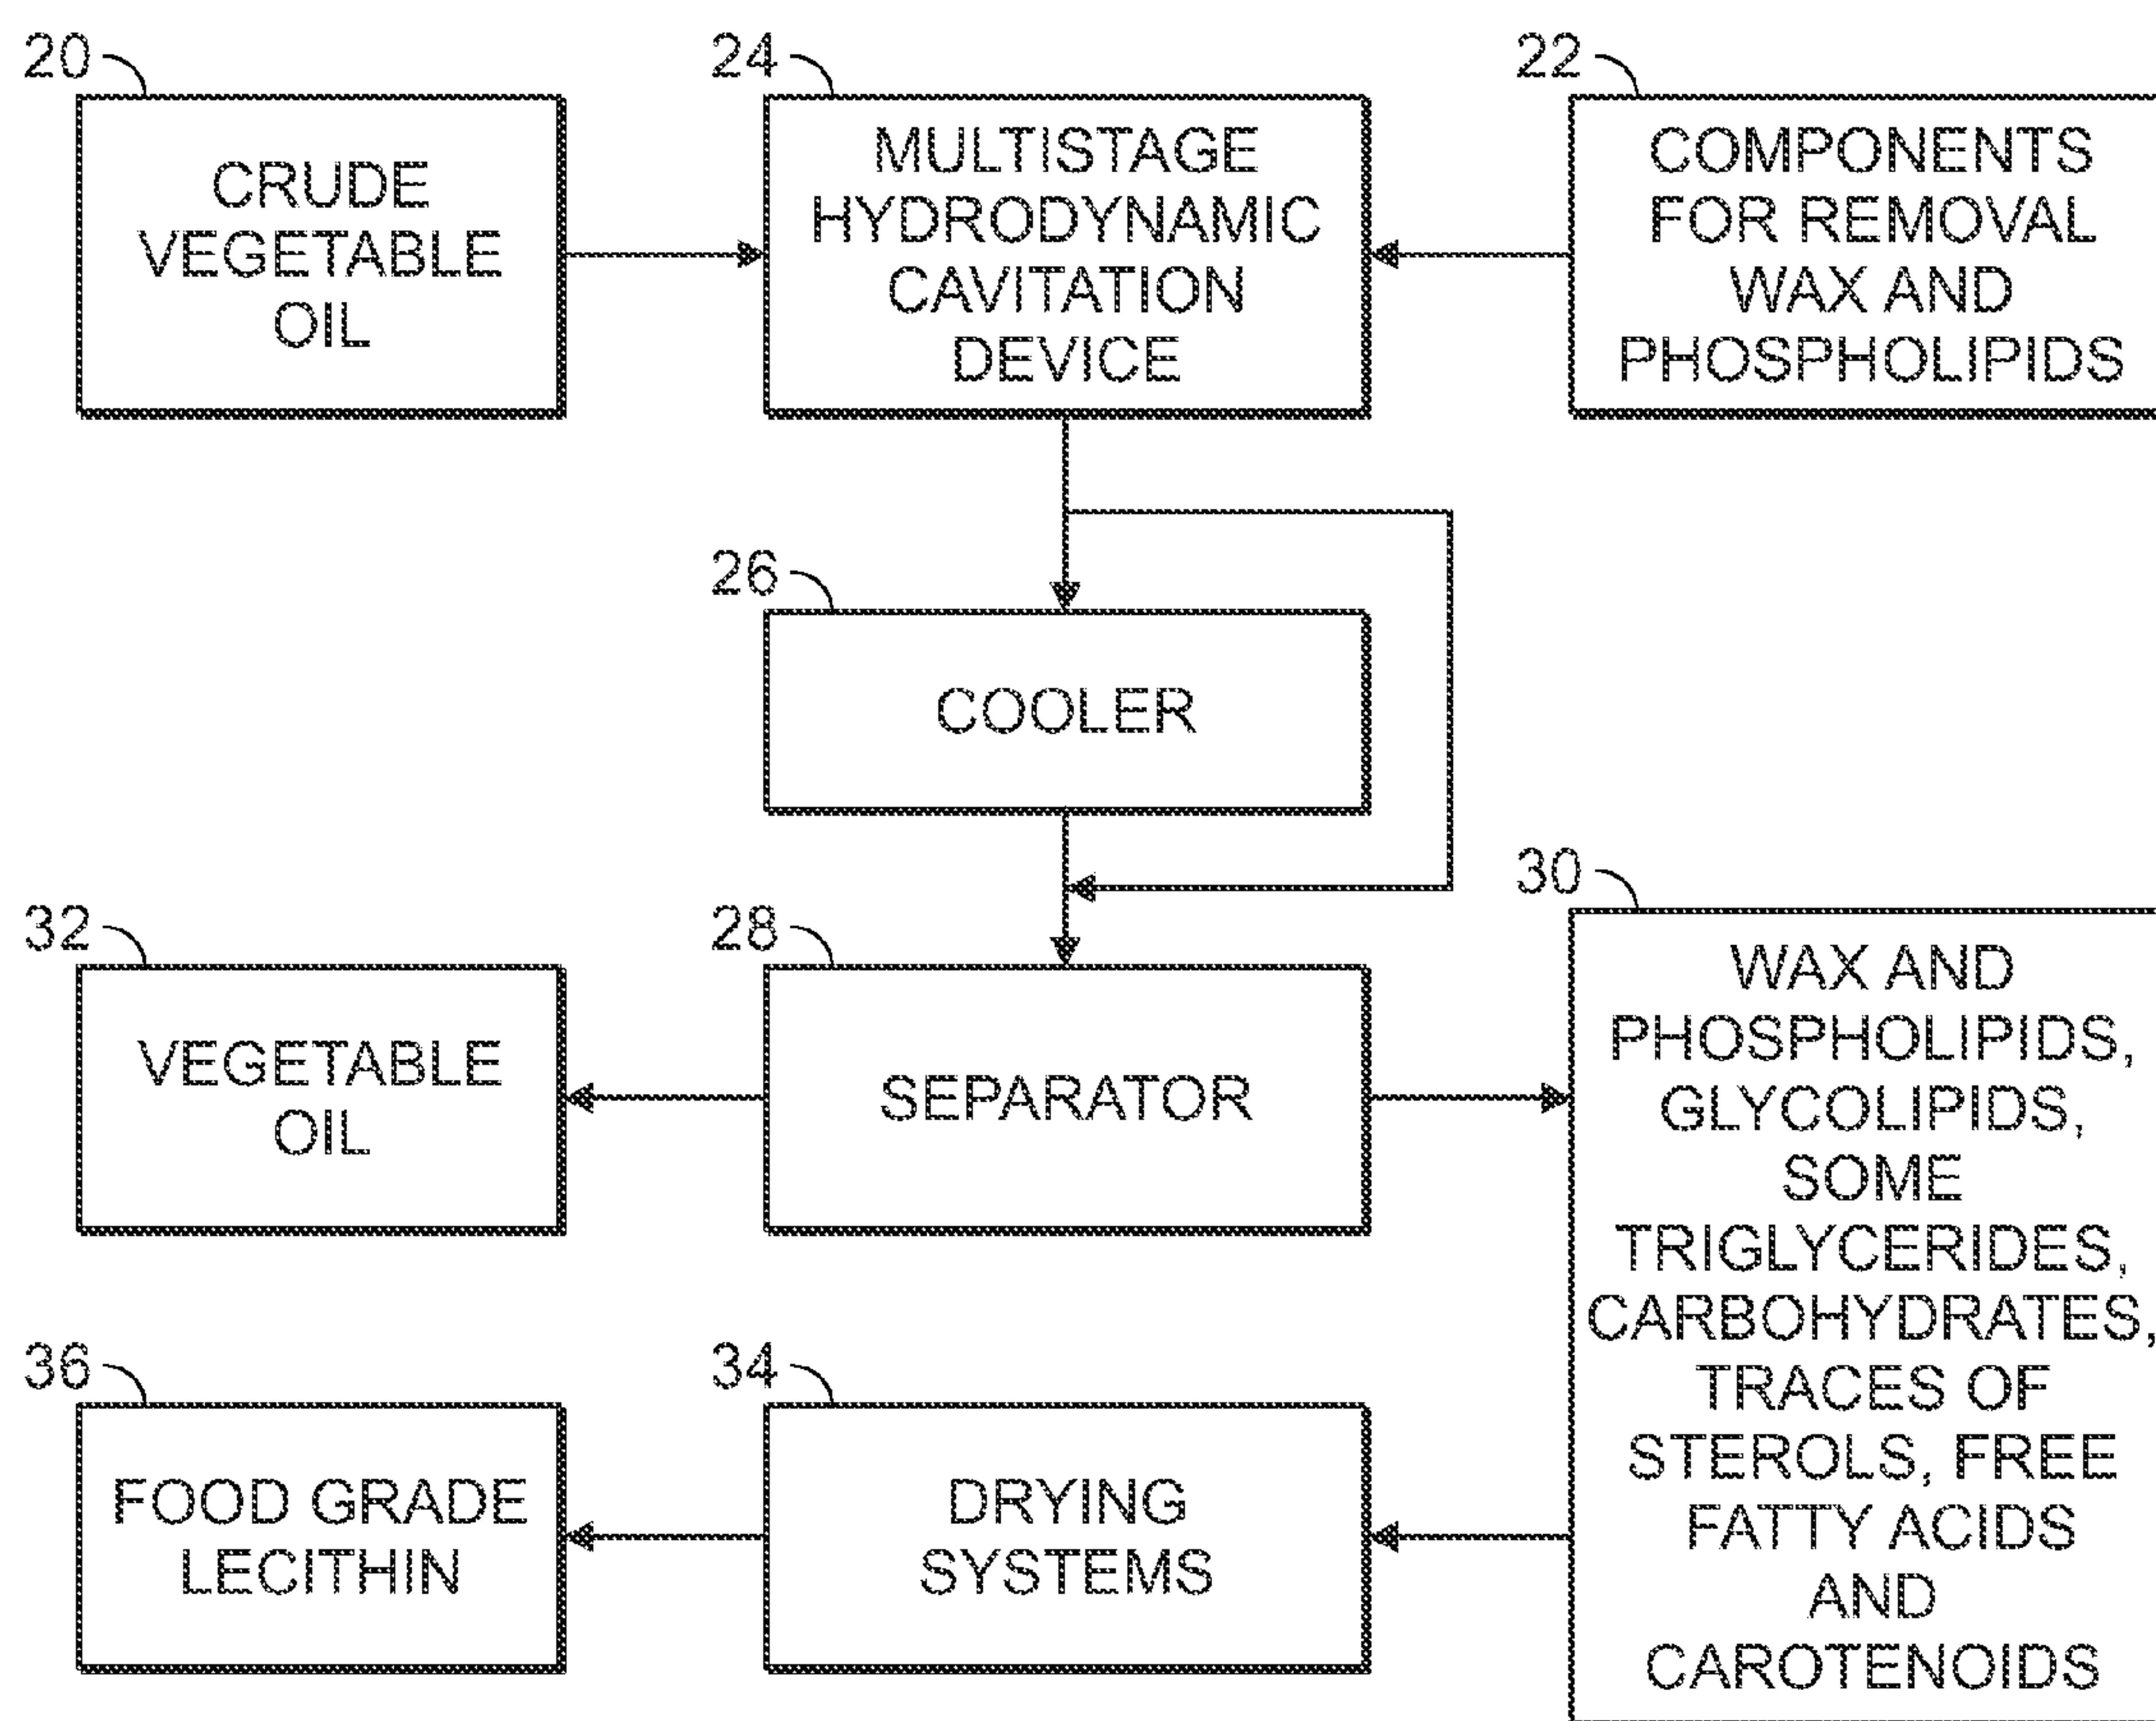 20
CRUDE
VEGETABLE
OIL
24
MULTISTAGE
HYDRODYNAMIC
CAVITATION
DEVICE
22
COMPONENTS
FOR REMOVAL
WAX AND
PHOSPHOLIPIDS
26
COOLER
32
VEGETABLE
OIL
28
SEPARATOR
30
WAX AND
PHOSPHOLIPIDS,
GLYCOLIPIDS,
SOME
TRIGLYCERIDES,
CARBOHYDRATES,
TRACES OF
STEROLS, FREE
FATTY ACIDS
AND
CAROTENOIDS
36
FOOD GRADE
LECITHIN
34
DRYING
SYSTEMS